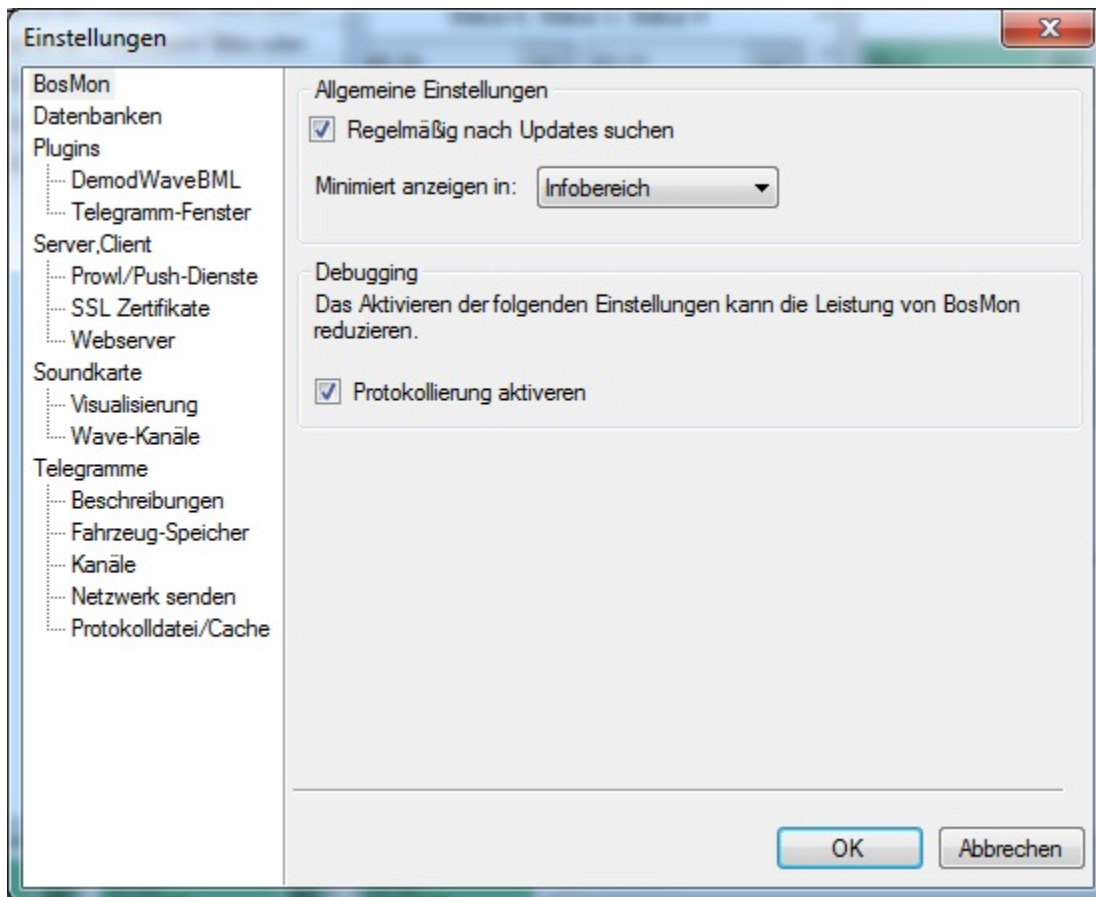 Einstellungen
BosMon
Datenbanken
Plugins
DemodWaveBML
Telegramm-Fenster
Server,Client
Prowl/Push-Dienste
SSL Zertifikate
Webserver
Soundkarte
Visualisierung
Wave-Kanäle
Telegramme
Beschreibungen
Fahrzeug-Speicher
Kanäle
Netzwerk senden
Protokolldatei/Cache
Allgemeine Einstellungen
Regelmäßig nach Updates suchen
Minimiert anzeigen in: Infobereich
Debugging
Das Aktivieren der folgenden Einstellungen kann die Leistung von BosMon
reduzieren.
Protokollierung aktiveren
OK Abbrechen